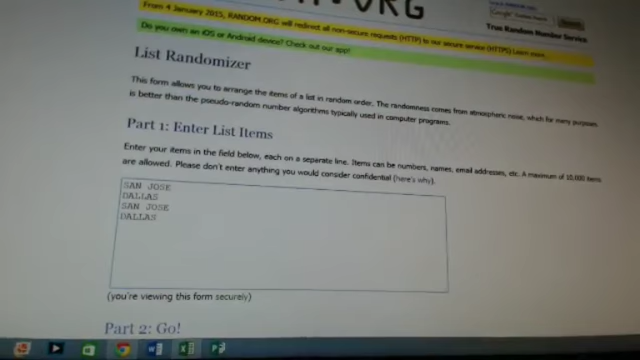 From 4 January 2015, RANDOM.ORG will redirect all non-secure requests (HTTP) to our secure service (HTTPS) Learn more...
True Random Number Service
Do you own an iOS or Android device? Check out our app!
List Randomizer
This form allows you to arrange the items of a list in random order. The randomness comes from atmospheric noise, which for many purposes
is better than the pseudo-random number algorithms typically used in computer programs.
Part 1: Enter List Items
Enter your items in the field below, each on a separate line. Items can be numbers, names, email addresses, etc. A maximum of 10,000 items
are allowed. Please don't enter anything you would consider confidential (here's why).
SAN JOSE
DALLAS
SAN JOSE
DALLAS
(you're viewing this form securely)
Part 2: Go!